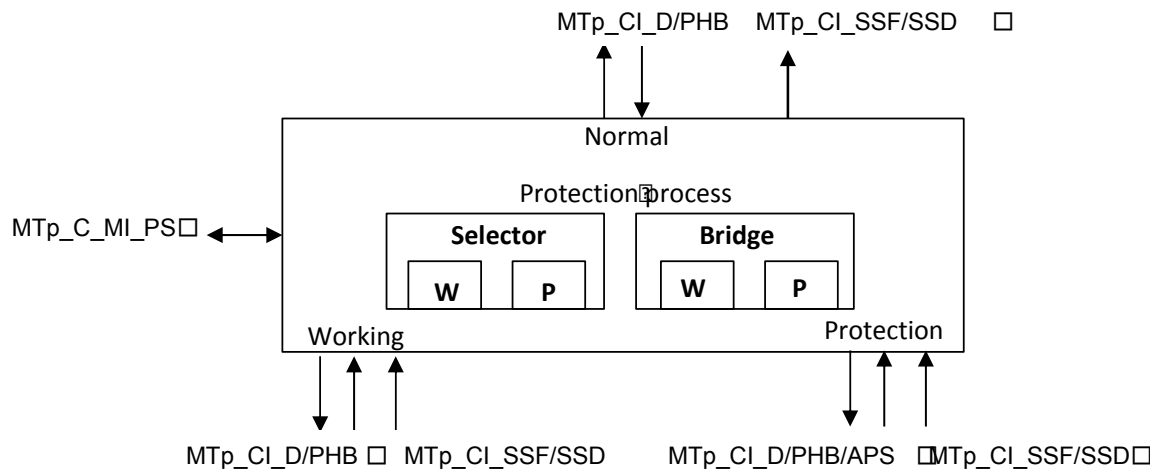 MTp_CI_D/PHB MTp_CI_SSF/SSD □
Normal
Protection process
MTp_C_MI_PS□
Selector Bridge
W P W P
Working Protection
MTp_CI_D/PHB □ MTp_CI_SSF/SSD MTp_CI_D/PHB/APS □MTp_CI_SSF/SSD□